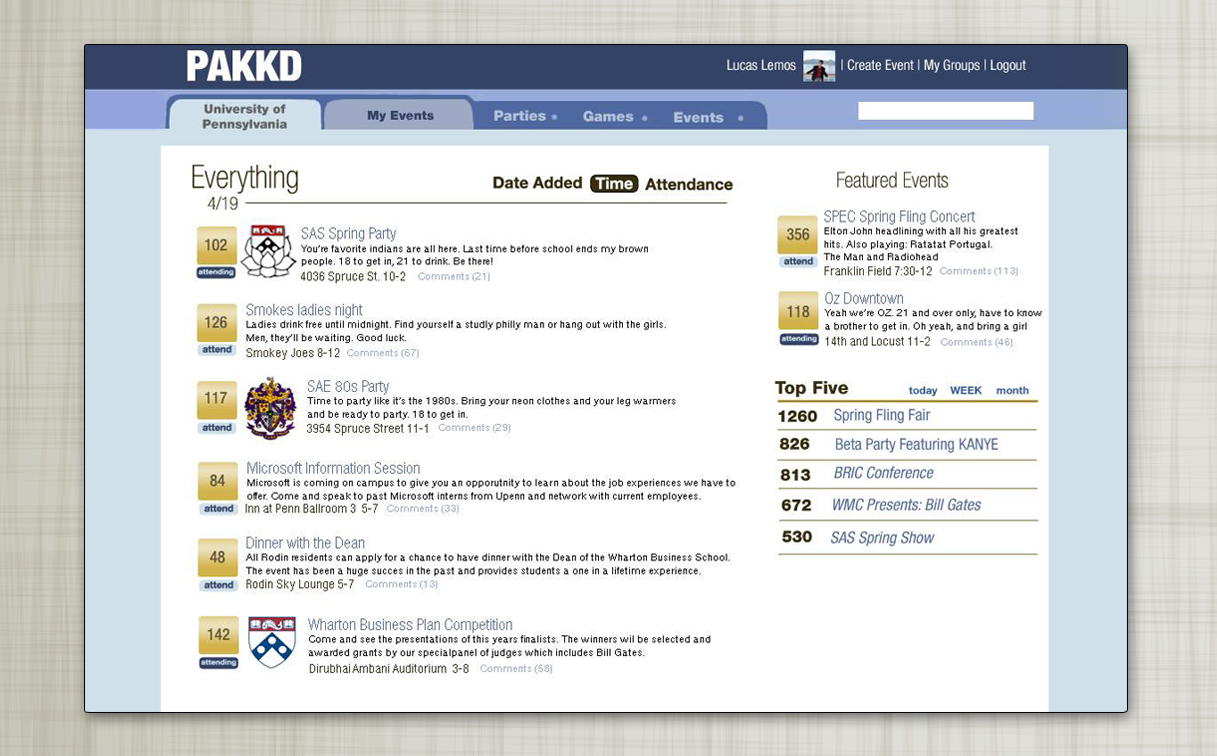 PAKKD
Lucas Lemos | Create Event | My Groups | Logout
University of
Pennsylvania
My Events
Parties • Games • Events •
Everything
4/19
Date Added Time Attendance
102
attending
SAS Spring Party
You're favorite indians are all here. Last time before school ends my brown
people. 18 to get in, 21 to drink. Be there!
4036 Spruce St. 10-2 Comments (21)
126
attend
Smokes ladies night
Ladies drink free until midnight. Find yourself a studly philly man or hang out with the girls.
Men, they'll be waiting. Good luck.
Smokey Joes 8-12 Comments (67)
117
attend
SAE 80s Party
Time to party like it's the 1980s. Bring your neon clothes and your leg warmers
and be ready to party. 18 to get in.
3954 Spruce Street 11-1 Comments (29)
84
attend
Microsoft Information Session
Microsoft is coming on campus to give you an opporutnity to learn about the job experiences we have to
offer. Come and speak to past Microsoft interns from Upenn and network with current employees.
Inn at Penn Ballroom 3 5-7 Comments (33)
48
attend
Dinner with the Dean
All Rodin residents can apply for a chance to have dinner with the Dean of the Wharton Business School.
The event has been a huge succes in the past and provides students a one in a lifetime experience.
Rodin Sky Lounge 5-7 Comments (13)
142
attending
Wharton Business Plan Competition
Come and see the presentations of this years finalists. The winners wil be selected and
awarded grants by our specialpanel of judges which includes Bill Gates.
Dirubhai Ambani Auditorium 3-8 Comments (58)
Featured Events
356
attend
SPEC Spring Fling Concert
Elton John headlining with all his greatest
hits. Also playing: Ratatat Portugal.
The Man and Radiohead
Franklin Field 7:30-12 Comments (113)
118
attending
Oz Downtown
Yeah we're OZ. 21 and over only, have to know
a brother to get in. Oh yeah, and bring a girl
14th and Locust 11-2 Comments (46)
Top Five today WEEK month
1260 Spring Fling Fair
826 Beta Party Featuring KANYE
813 BRIC Conference
672 WMC Presents: Bill Gates
530 SAS Spring Show